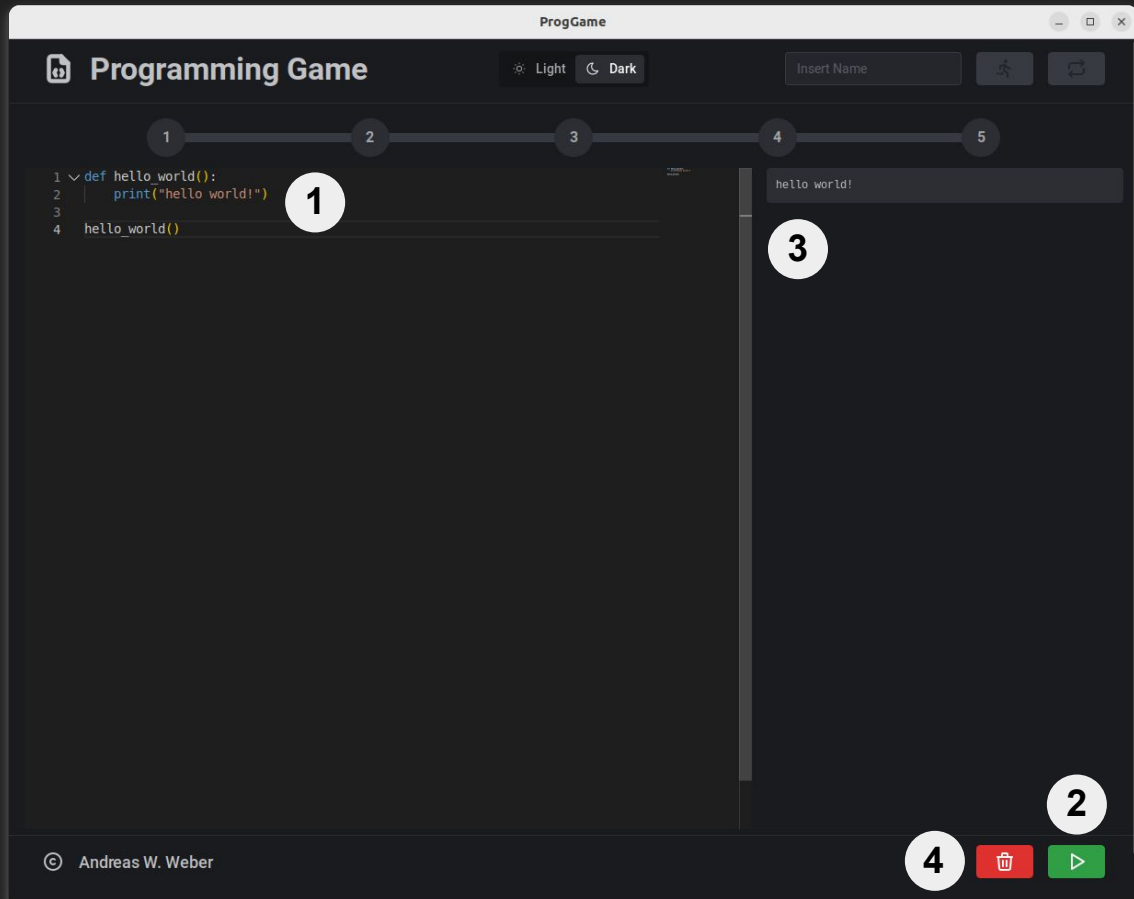 ProgGame
Programming Game
Light Dark
Insert Name
1 2 3 4 5
1 def hello_world():
2 print("hello world!")
3
4 hello_world()
hello world!
1
3
2
4
© Andreas W. Weber